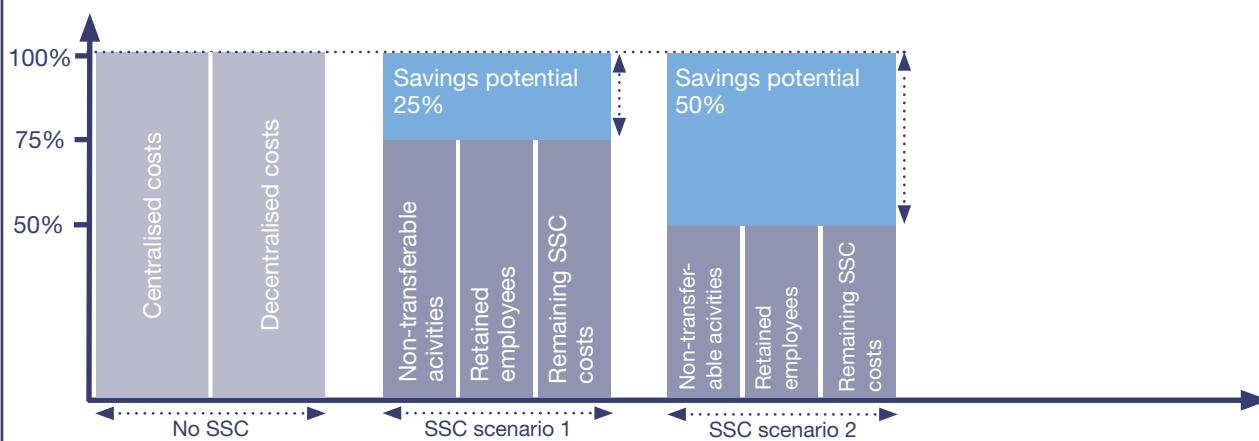 100%
75%
50%
Centralised costs
Decentralised costs
No SSC
Savings potential
25%
Non-transferable
acivities
Retained
employees
Remaining SSC
costs
SSC scenario 1
Savings potential
50%
Non-transfer-
able acivities
Retained
employees
Remaining SSC
costs
SSC scenario 2